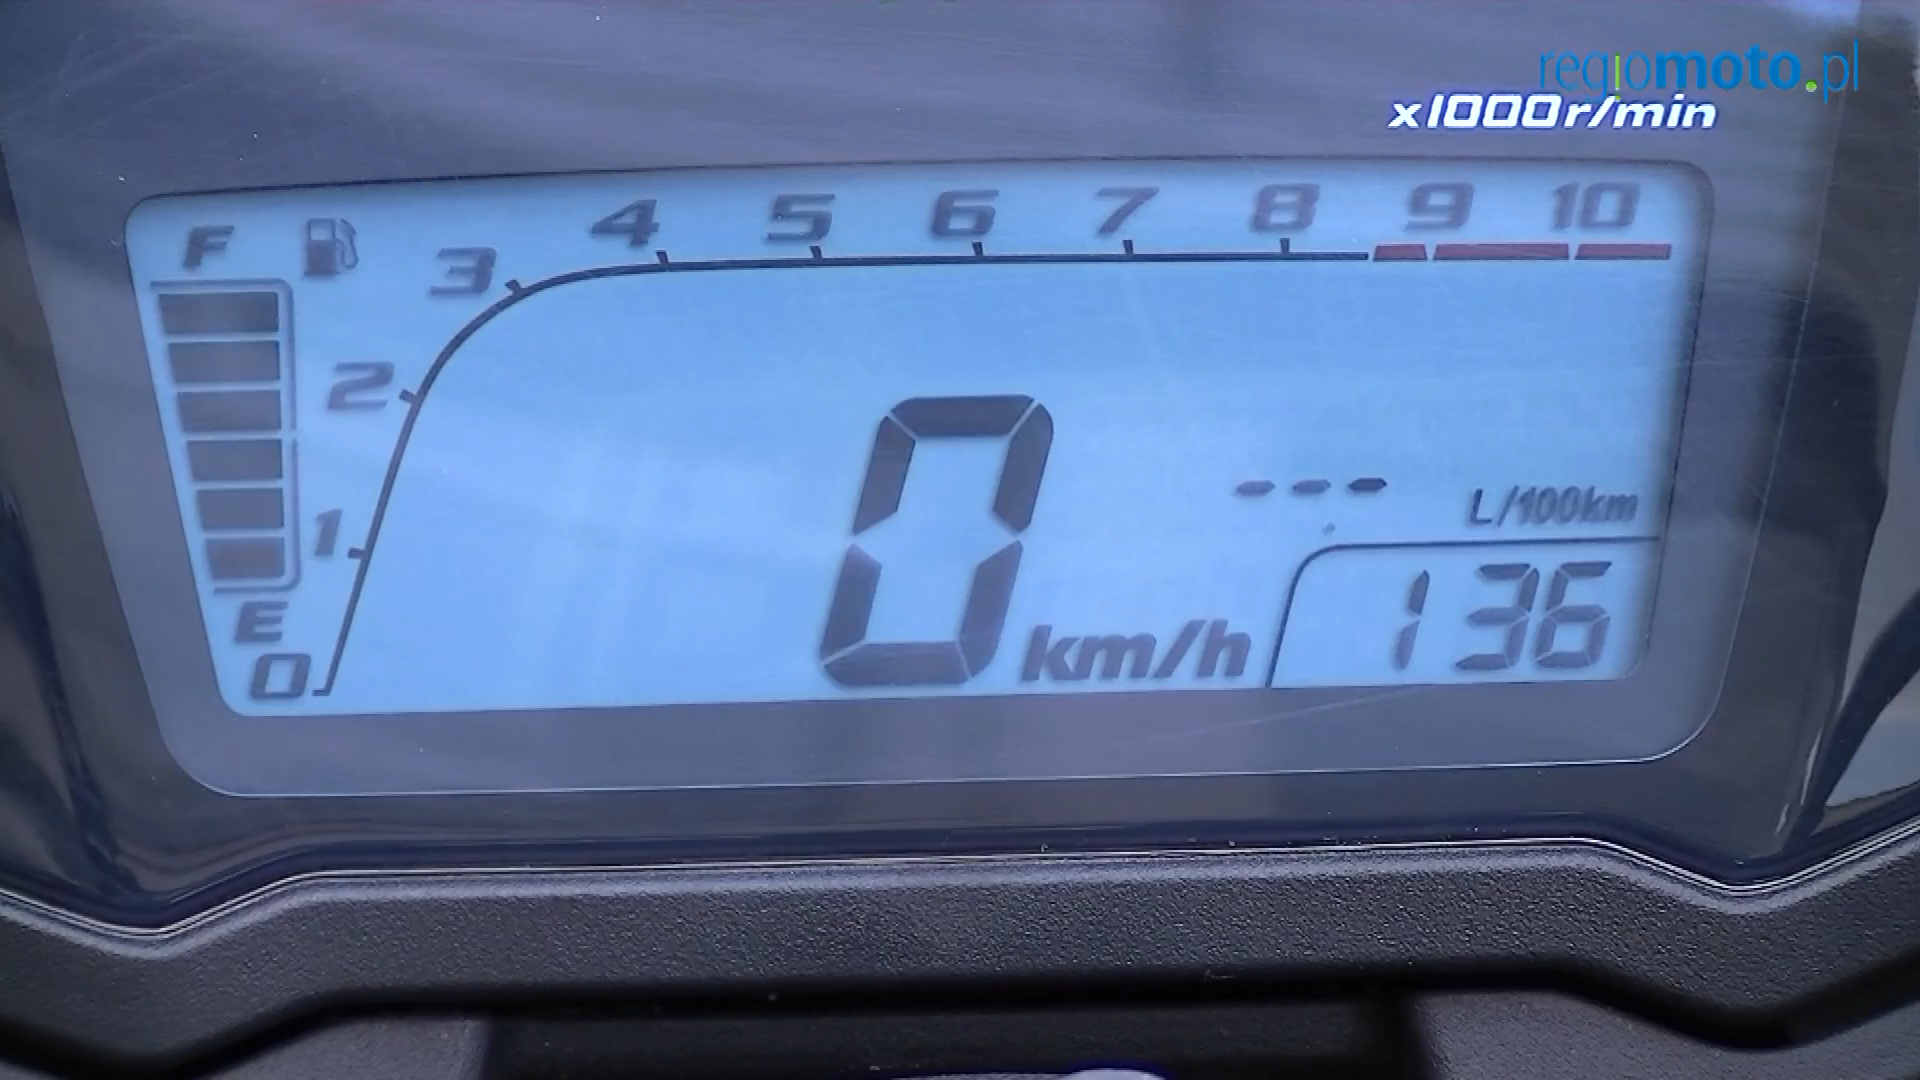 regiomoto.pl
x1000r/min
F
E
0
1
2
3
4 5 6 7 8 9 10
0 km/h
--- L/100km
136